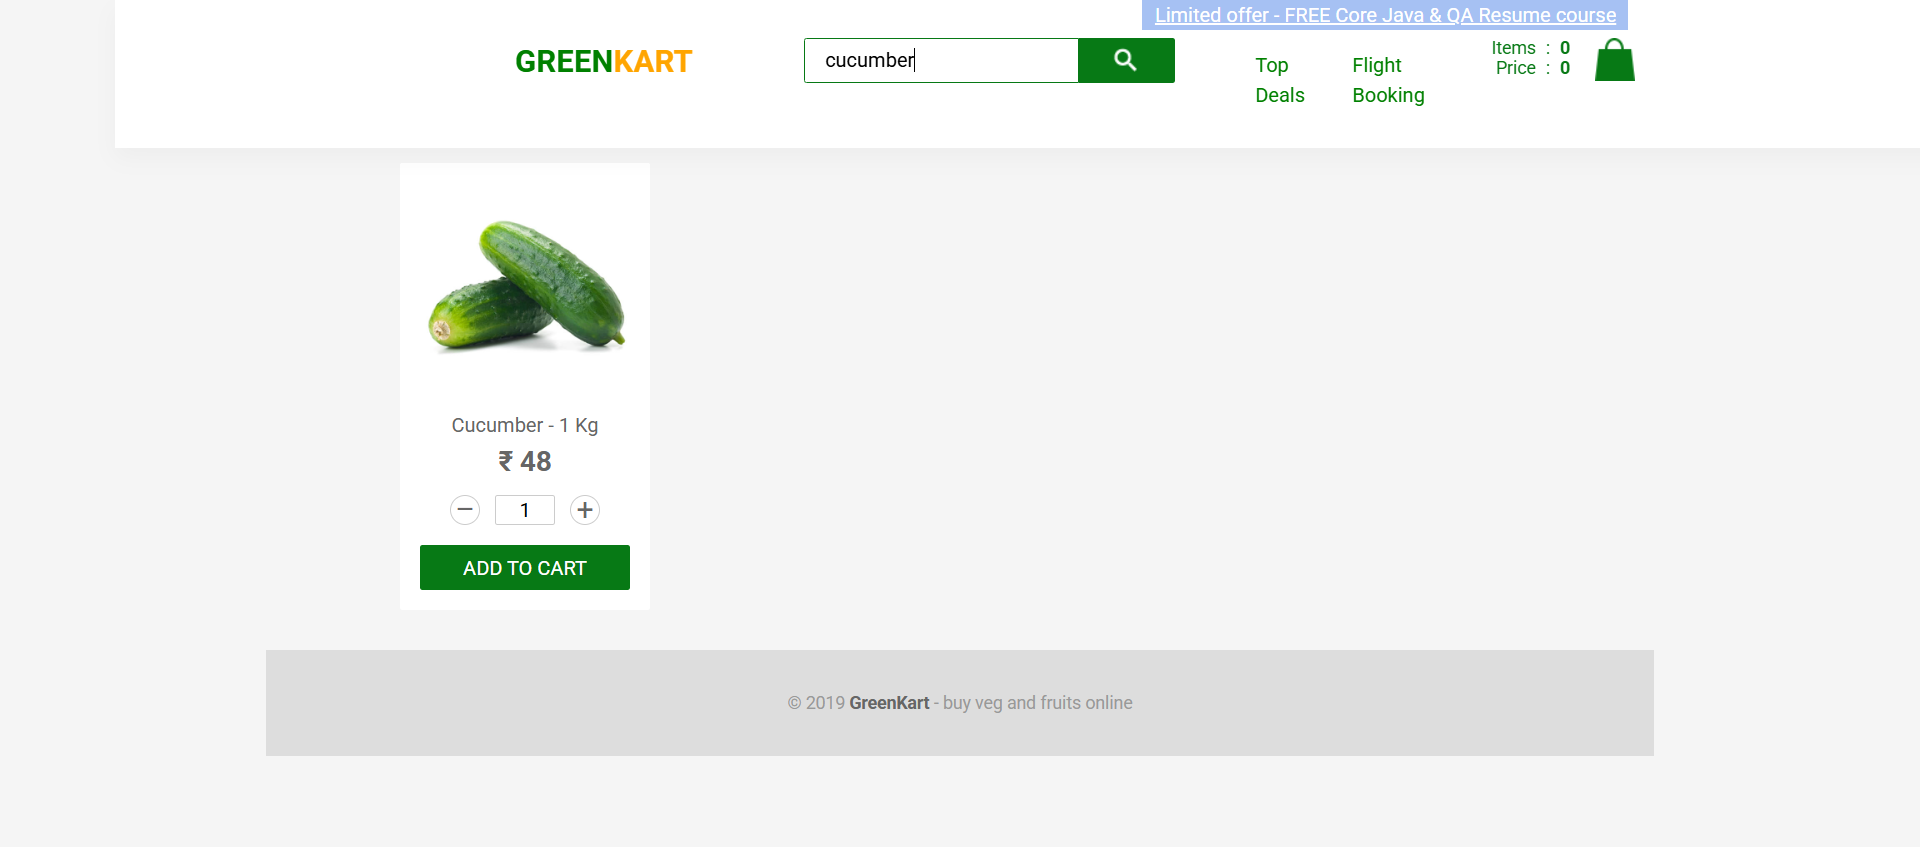 Limited offer - FREE Core Java & QA Resume course
GREENKART
cucumber
Top
Deals
Flight
Booking
Items : 0
Price : 0
Cucumber - 1 Kg
₹ 48
− 1 +
ADD TO CART
© 2019 GreenKart - buy veg and fruits online